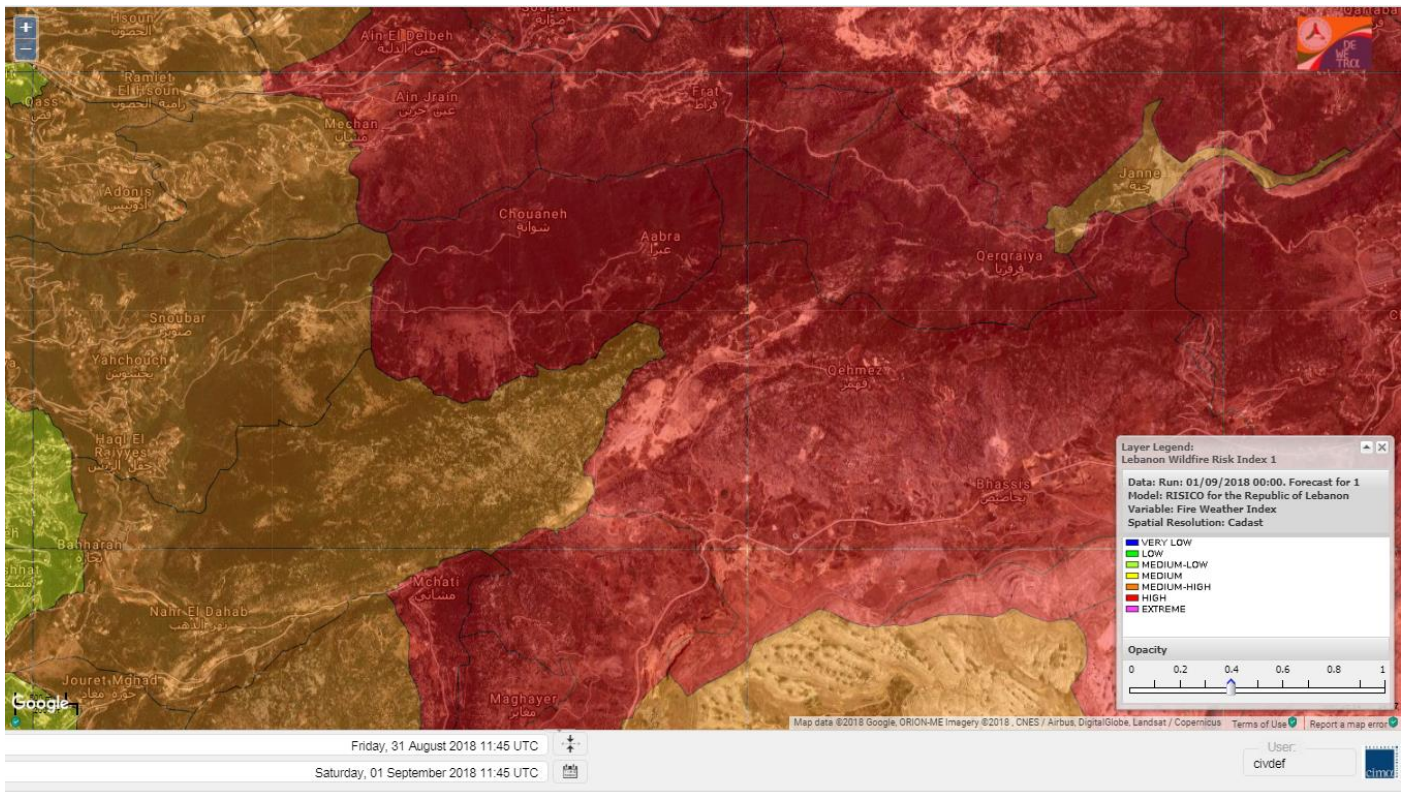 Hsoun
الحصون
Ain El Delbeh
عين الدلبة
Ramlet
El Hsoun
رامية الحصون
Ain Jrain
عين جرين
Mechan
مشان
Frat
فراط
Janne
جنة
Adonis
أدونيس
Chouaneh
شوانة
Aabra
عبرا
Qerqraiya
قرقريا
Snoubar
صنوبر
Yahchouch
يحشوش
Qehmez
قهمز
Haql El
Raiyyes
حقل الريس
Bhassis
بحاصيص
Mchati
مشاتي
Nahr El Dahab
نهر الذهب
Jouret Mghad
جورة مغاد
Maghayer
مغاير
Google
DE
WE
TRA
Layer Legend:
Lebanon Wildfire Risk Index 1
Data: Run: 01/09/2018 00:00. Forecast for 1
Model: RISICO for the Republic of Lebanon
Variable: Fire Weather Index
Spatial Resolution: Cadast
VERY LOW
LOW
MEDIUM-LOW
MEDIUM
MEDIUM-HIGH
HIGH
EXTREME
Opacity
0 0.2 0.4 0.6 0.8 1
Map data ©2018 Google, ORION-ME Imagery ©2018 , CNES / Airbus, DigitalGlobe, Landsat / Copernicus Terms of Use Report a map error
Friday, 31 August 2018 11:45 UTC
Saturday, 01 September 2018 11:45 UTC
User:
civdef
cima